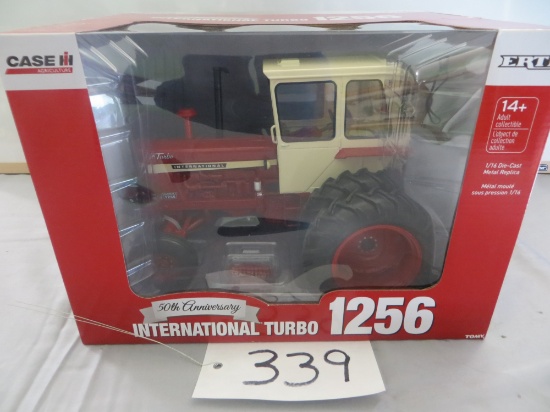 CASE IH
AGRICULTURE
ERTL
14+
Adult
collectible
L'objet de
collection
adulte
1/16 Die-Cast
Metal Replica
Métal moulé
sous pression 1/16
Turbo
INTERNATIONAL
50th Anniversary
INTERNATIONAL TURBO 1256
TOMY
339